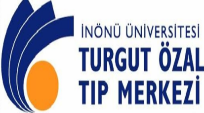 İNÖNÜ ÜNİVERSİTESİ
TURGUT ÖZAL
TIP MERKEZİ